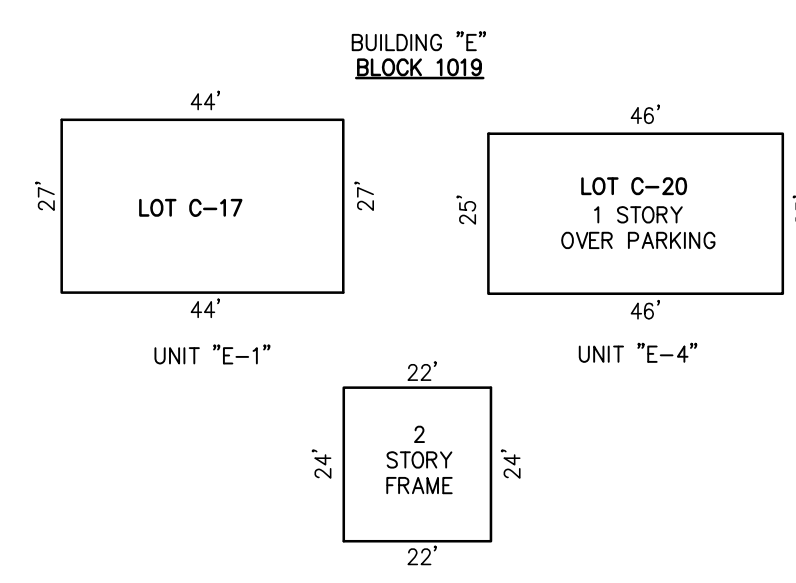 BUILDING "E"
BLOCK 1019
44'
27'
LOT C-17
27'
44'
UNIT "E-1"
46'
25'
LOT C-20
1 STORY
OVER PARKING
46'
UNIT "E-4"
22'
24'
2
STORY
FRAME
24'
22'